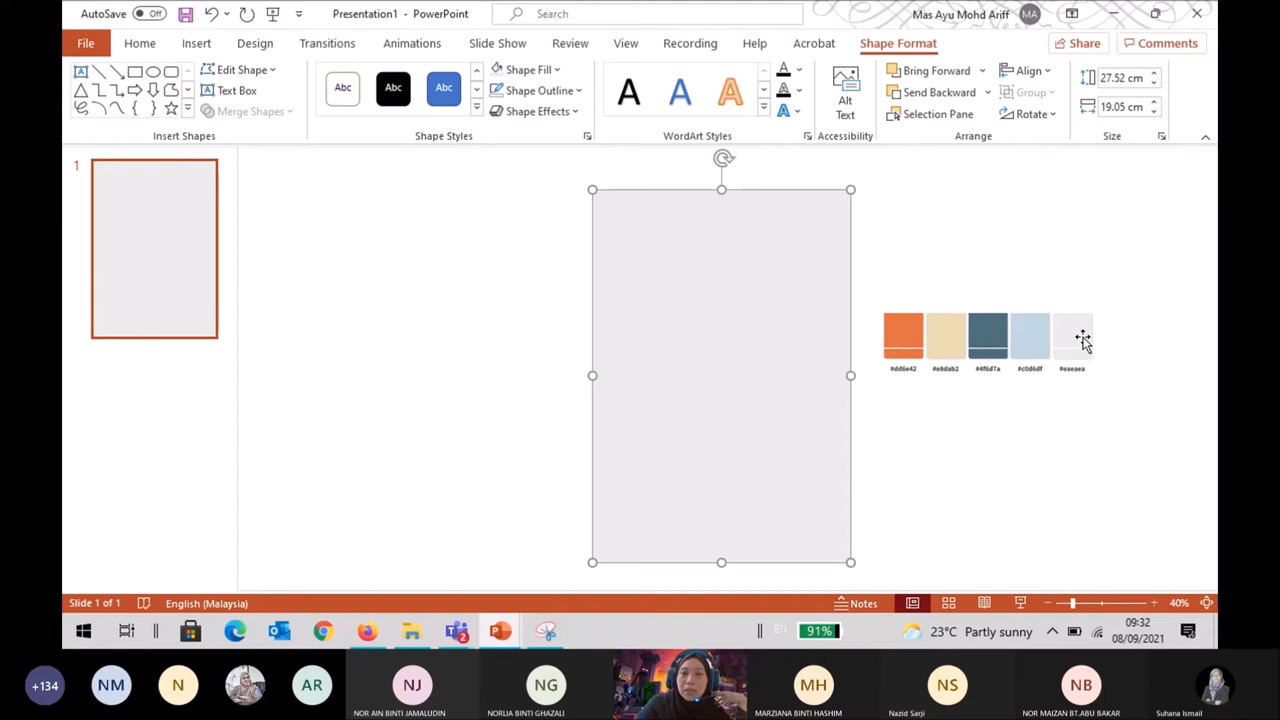 AutoSave Off
Presentation1 - PowerPoint
Search
Mas Ayu Mohd Ariff MA
File Home Insert Design Transitions Animations Slide Show Review View Recording Help Acrobat Shape Format Share Comments
Edit Shape
Text Box
Merge Shapes
Insert Shapes
Abc Abc Abc
Shape Fill
Shape Outline
Shape Effects
Shape Styles
A A A
A
A
A
WordArt Styles
Alt
Text
Accessibility
Bring Forward
Send Backward
Selection Pane
Align
Group
Rotate
Arrange
27.52 cm
19.05 cm
Size
1
#dd6e42 #e8dab2 #4f6d7a #c0d6df #eaeaea
Slide 1 of 1 English (Malaysia) Notes 40%
2
91%
23°C Partly sunny
09:32
08/09/2021
+134 NM N AR NJ NG MH NS NB
NOR AIN BINTI JAMALUDIN
NORLIA BINTI GHAZALI
MARZIANA BINTI HASHIM
Nazid Sarji
NOR MAIZAN BT.ABU BAKAR
Suhana Ismail